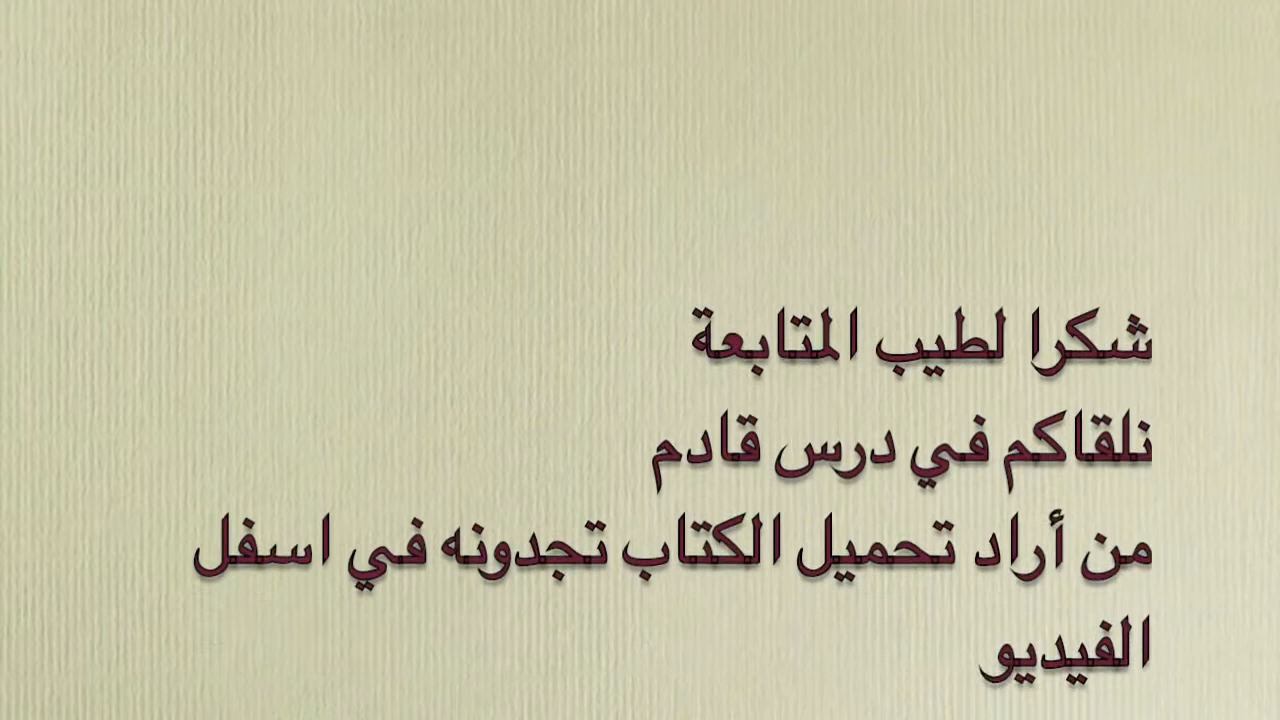 شكرا لطيب المتابعة
نلقاكم في درس قادم
من أراد تحميل الكتاب تجدونه في اسفل
الفيديو